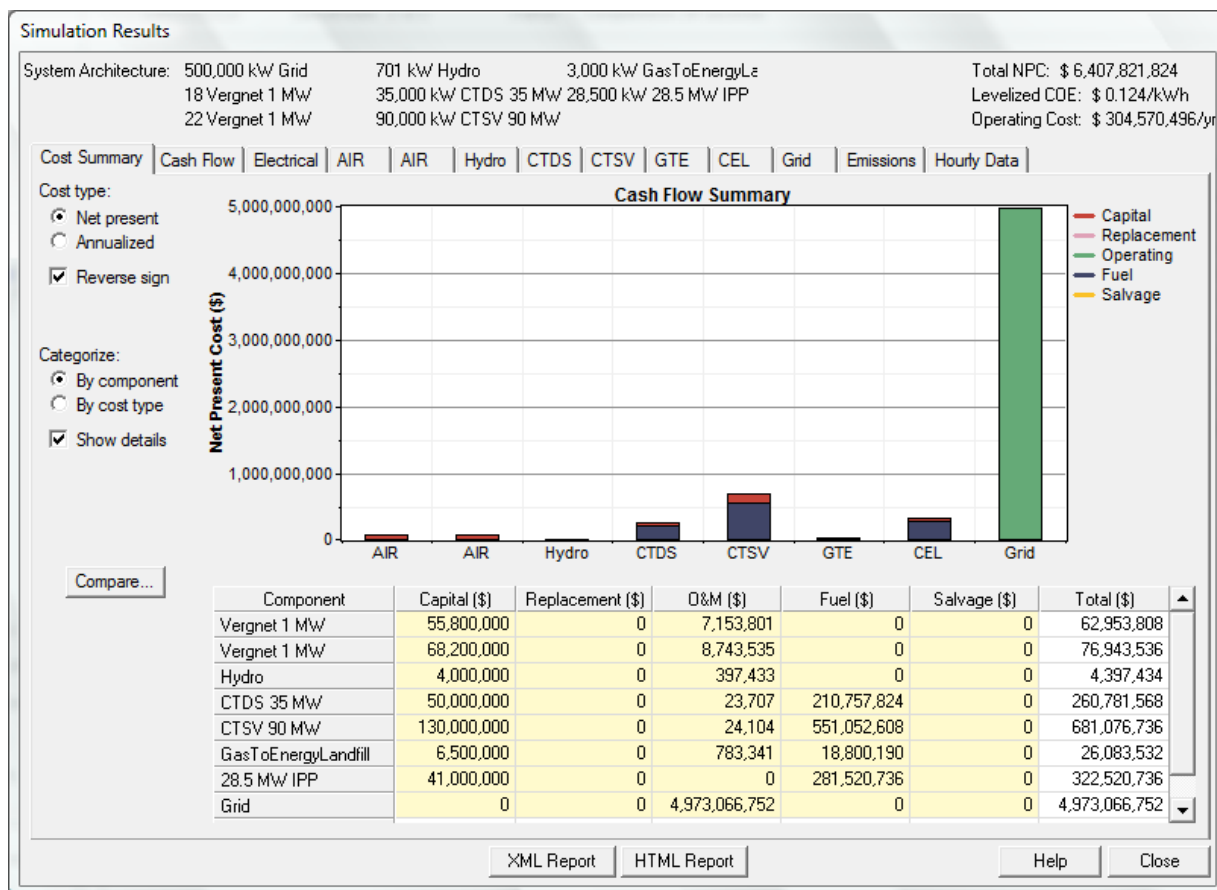 Simulation Results
System Architecture: 500,000 kW Grid 701 kW Hydro 3,000 kW GasToEnergyLa Total NPC: $ 6,407,821,824
18 Vergnet 1 MW 35,000 kW CTDS 35 MW 28,500 kW 28.5 MW IPP Levelized COE: $ 0.124/kWh
22 Vergnet 1 MW 90,000 kW CTSV 90 MW Operating Cost: $ 304,570,496/yr
Cost Summary Cash Flow Electrical AIR AIR Hydro CTDS CTSV GTE CEL Grid Emissions Hourly Data
Cost type:
Net present
Annualized
Reverse sign
Categorize:
By component
By cost type
Show details
Compare...
Cash Flow Summary
Net Present Cost ($)
5,000,000,000
4,000,000,000
3,000,000,000
2,000,000,000
1,000,000,000
0
AIR AIR Hydro CTDS CTSV GTE CEL Grid
Capital
Replacement
Operating
Fuel
Salvage
Component Capital ($) Replacement ($) O&M ($) Fuel ($) Salvage ($) Total ($)
Vergnet 1 MW 55,800,000 0 7,153,801 0 0 62,953,808
Vergnet 1 MW 68,200,000 0 8,743,535 0 0 76,943,536
Hydro 4,000,000 0 397,433 0 0 4,397,434
CTDS 35 MW 50,000,000 0 23,707 210,757,824 0 260,781,568
CTSV 90 MW 130,000,000 0 24,104 551,052,608 0 681,076,736
GasToEnergyLandfill 6,500,000 0 783,341 18,800,190 0 26,083,532
28.5 MW IPP 41,000,000 0 0 281,520,736 0 322,520,736
Grid 0 0 4,973,066,752 0 0 4,973,066,752
XML Report HTML Report Help Close